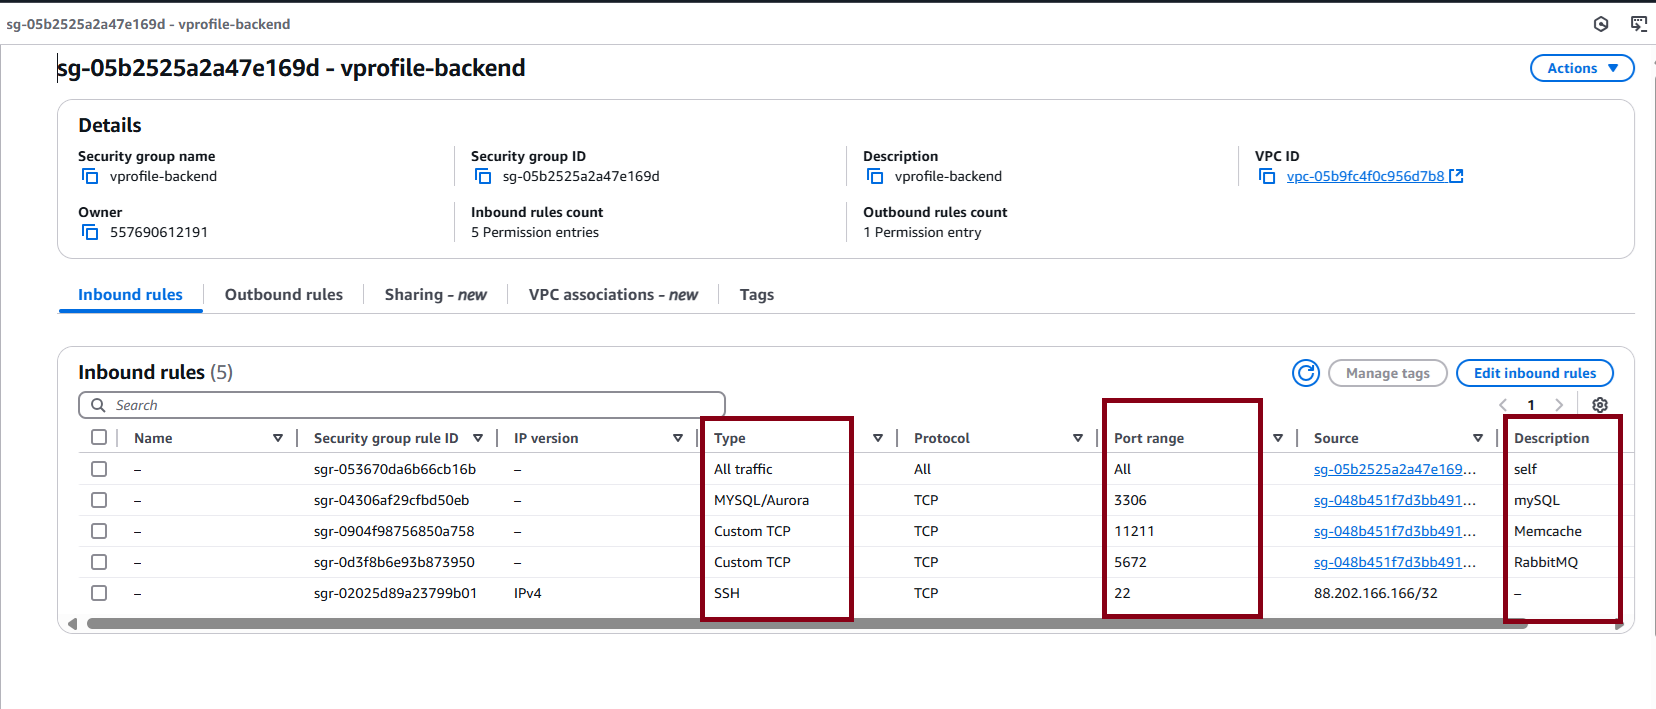 sg-05b2525a2a47e169d - vprofile-backend
sg-05b2525a2a47e169d - vprofile-backend
Actions
Details
Security group name
vprofile-backend
Security group ID
sg-05b2525a2a47e169d
Description
vprofile-backend
VPC ID
vpc-05b9fc4f0c956d7b8
Owner
557690612191
Inbound rules count
5 Permission entries
Outbound rules count
1 Permission entry
Inbound rules Outbound rules Sharing - new VPC associations - new Tags
Inbound rules (5)
Manage tags
Edit inbound rules
Search
1
Name Security group rule ID IP version Type Protocol Port range Source Description
– sgr-053670da6b66cb16b – All traffic All All sg-05b2525a2a47e169... self
– sgr-04306af29cfbd50eb – MYSQL/Aurora TCP 3306 sg-048b451f7d3bb491... mySQL
– sgr-0904f98756850a758 – Custom TCP TCP 11211 sg-048b451f7d3bb491... Memcache
– sgr-0d3f8b6e93b873950 – Custom TCP TCP 5672 sg-048b451f7d3bb491... RabbitMQ
– sgr-02025d89a23799b01 IPv4 SSH TCP 22 88.202.166.166/32 –